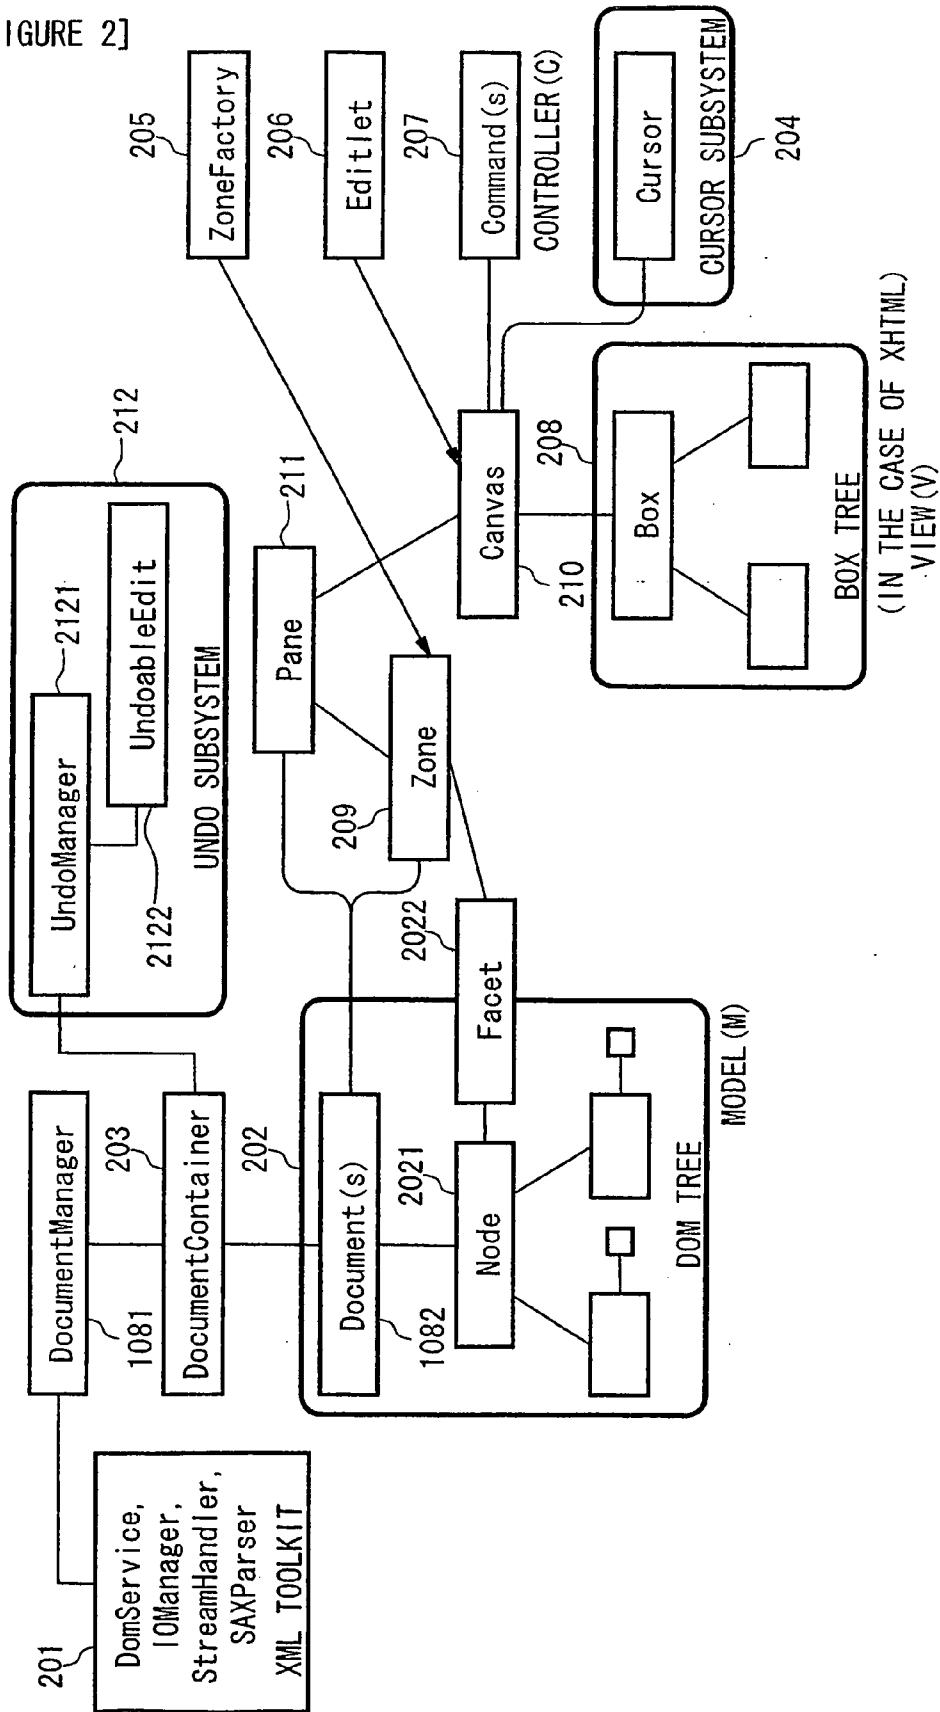 IGURE 2]
201
DomService,
IOManager,
StreamHandler,
SAXParser
XML TOOLKIT
DocumentManager
1081
203
DocumentContainer
202
Document(s)
1082
2021
Node
2022
Facet
DOM TREE
MODEL(M)
212
2121
UndoManager
UndoableEdit
2122
UNDO SUBSYSTEM
211
Pane
209
Zone
Canvas
210
208
Box
BOX TREE
(IN THE CASE OF XHTML)
VIEW(V)
205
ZoneFactory
206
Editlet
207
Command(s)
CONTROLLER(C)
Cursor
CURSOR SUBSYSTEM
204